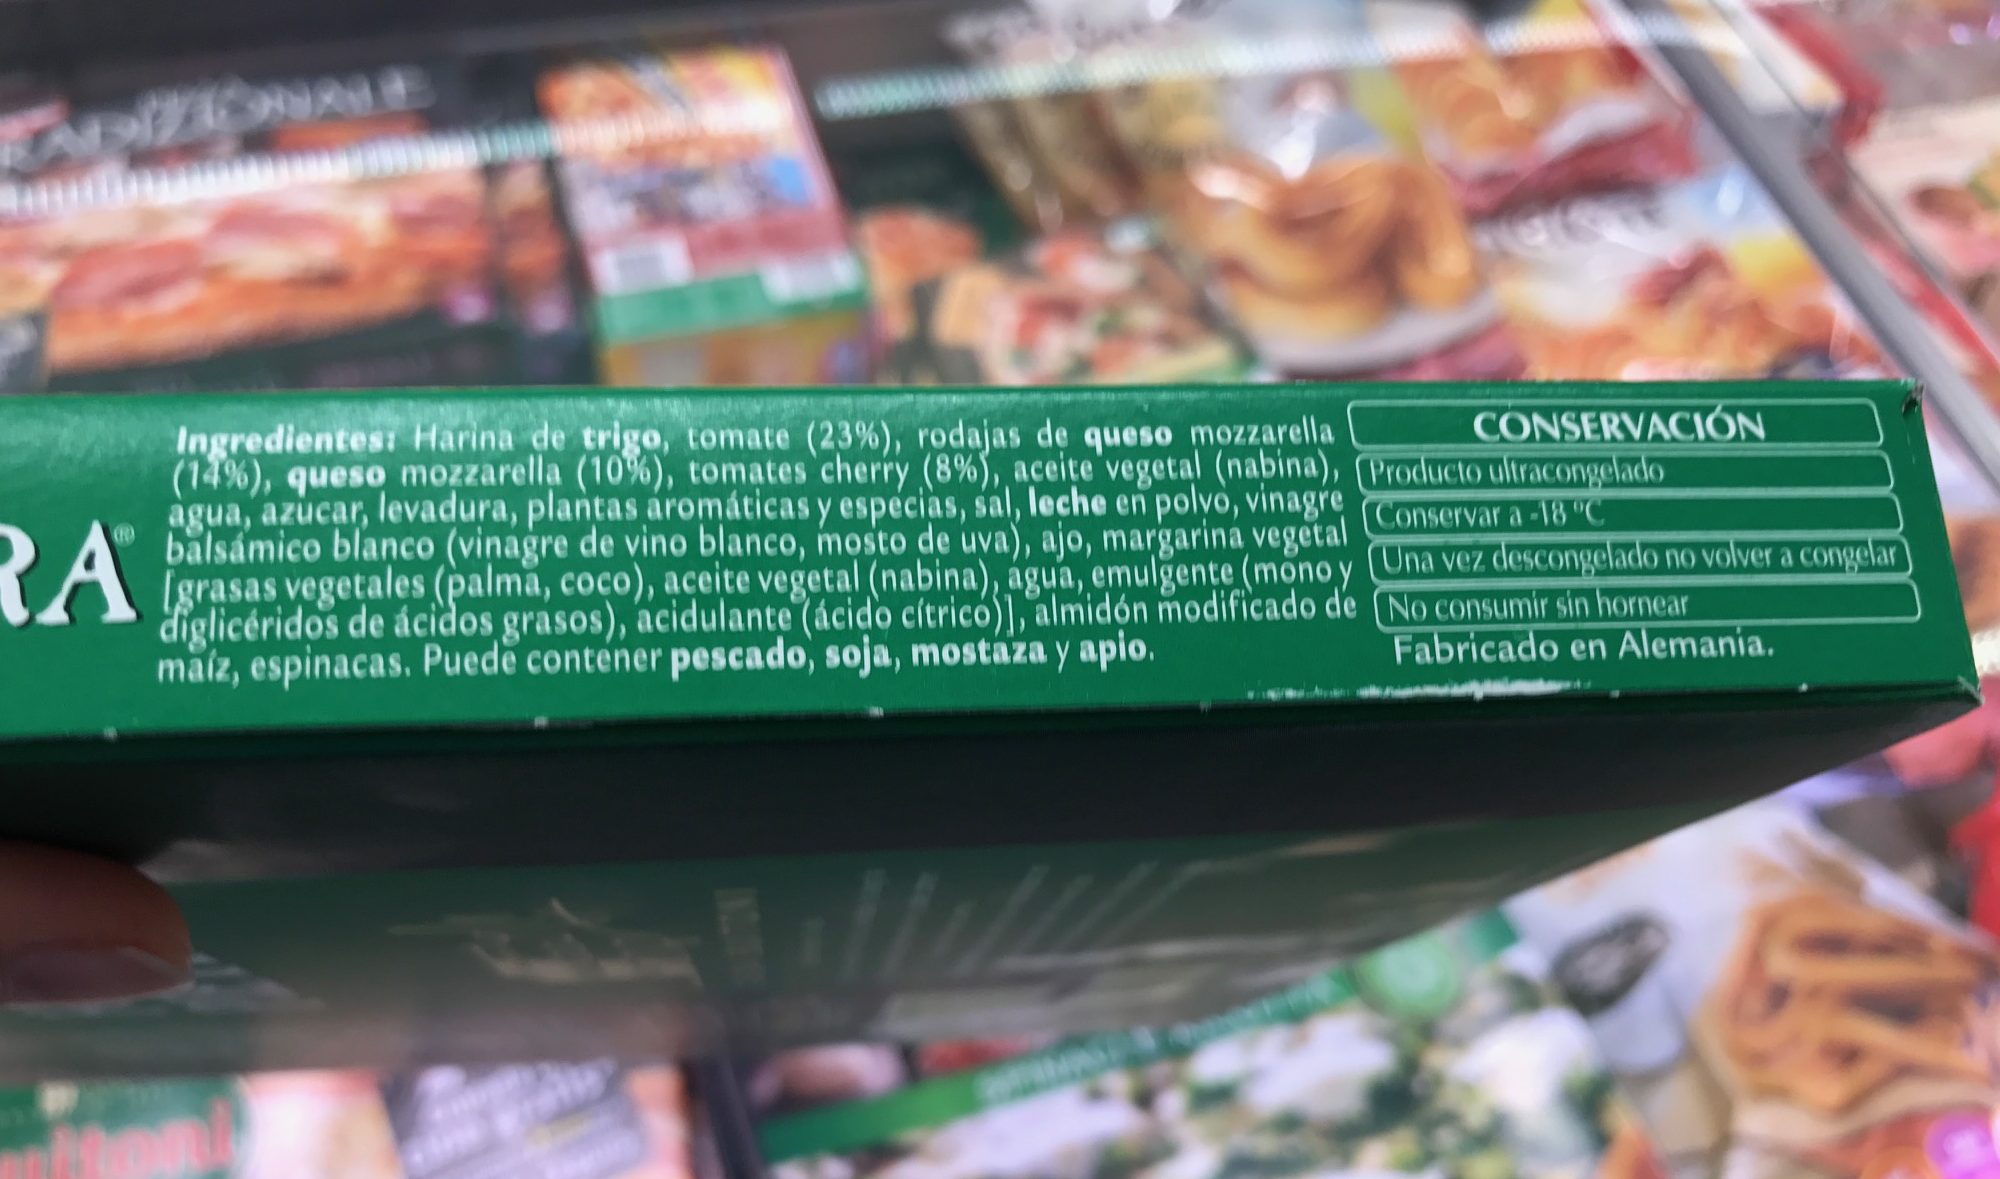 RADIZIONALE
RA®
Ingredientes: Harina de trigo, tomate (23%), rodajas de queso mozzarella
(14%), queso mozzarella (10%), tomates cherry (8%), aceite vegetal (nabina),
agua, azucar, levadura, plantas aromáticas y especias, sal, leche en polvo, vinagre
balsámico blanco (vinagre de vino blanco, mosto de uva), ajo, margarina vegetal
[grasas vegetales (palma, coco), aceite vegetal (nabina), agua, emulgente (mono y
diglicéridos de ácidos grasos), acidulante (ácido cítrico)], almidón modificado de
maíz, espinacas. Puede contener pescado, soja, mostaza y apio.
CONSERVACIÓN
Producto ultracongelado
Conservar a -18 °C
Una vez descongelado no volver a congelar
No consumir sin hornear
Fabricado en Alemania.
uitoni